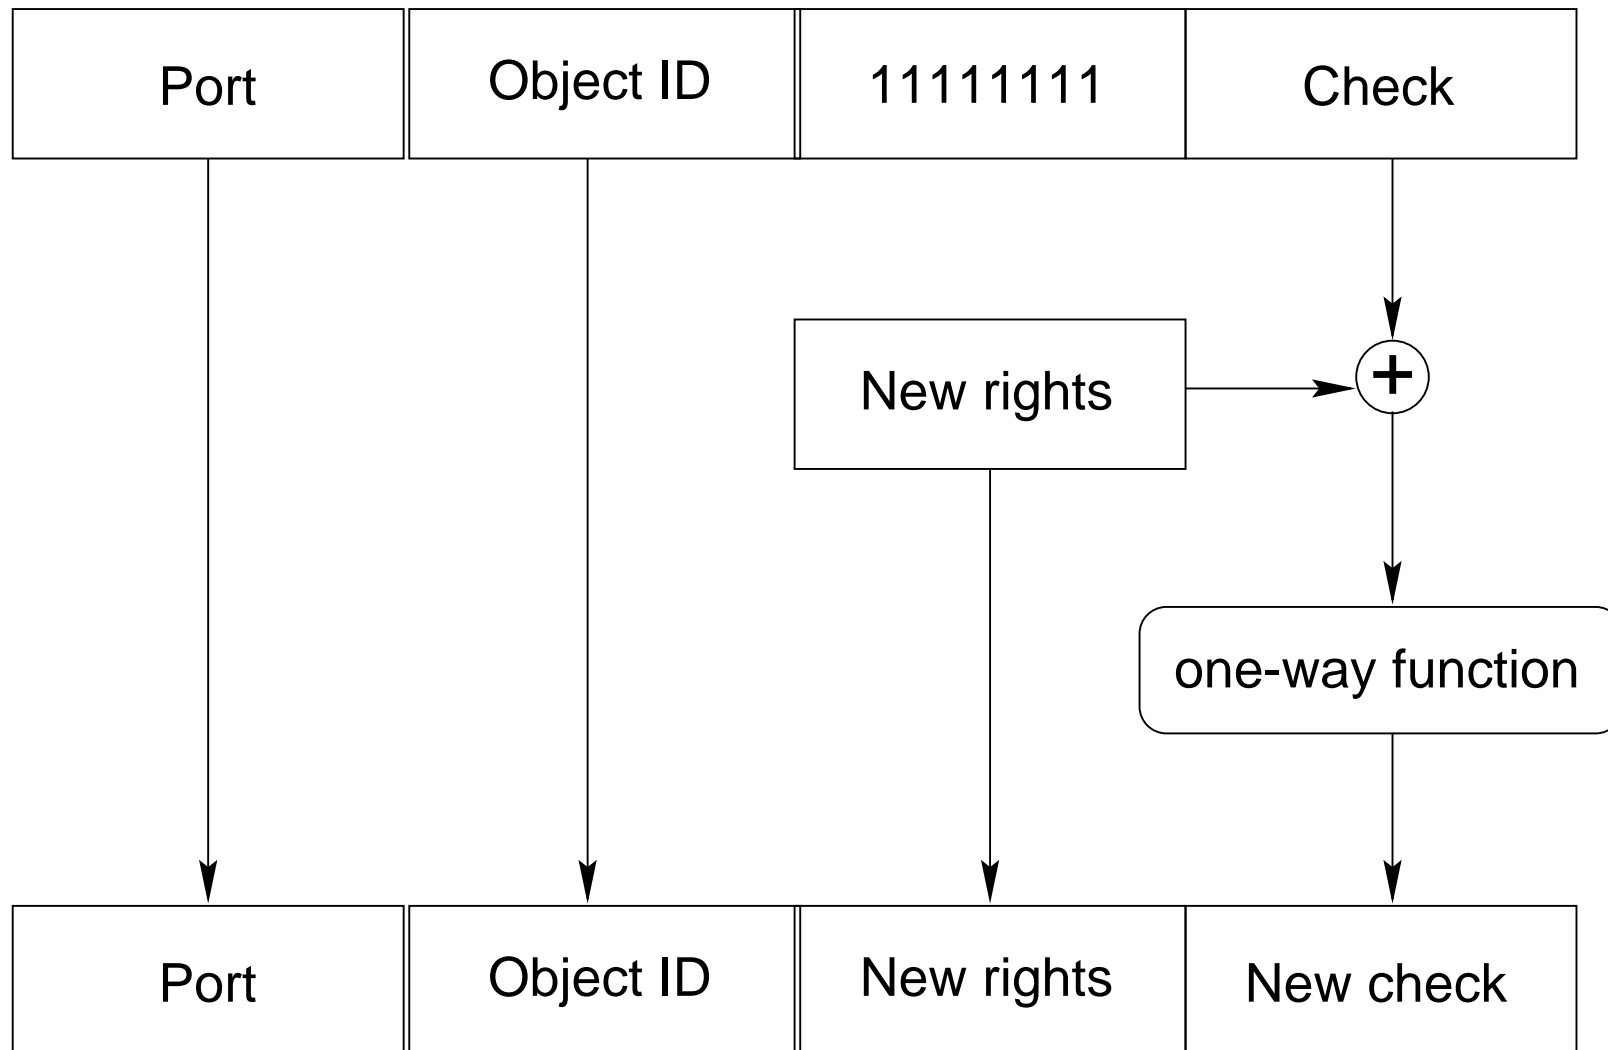 Port Object ID 11111111 Check
New rights +
one-way function
Port Object ID New rights New check